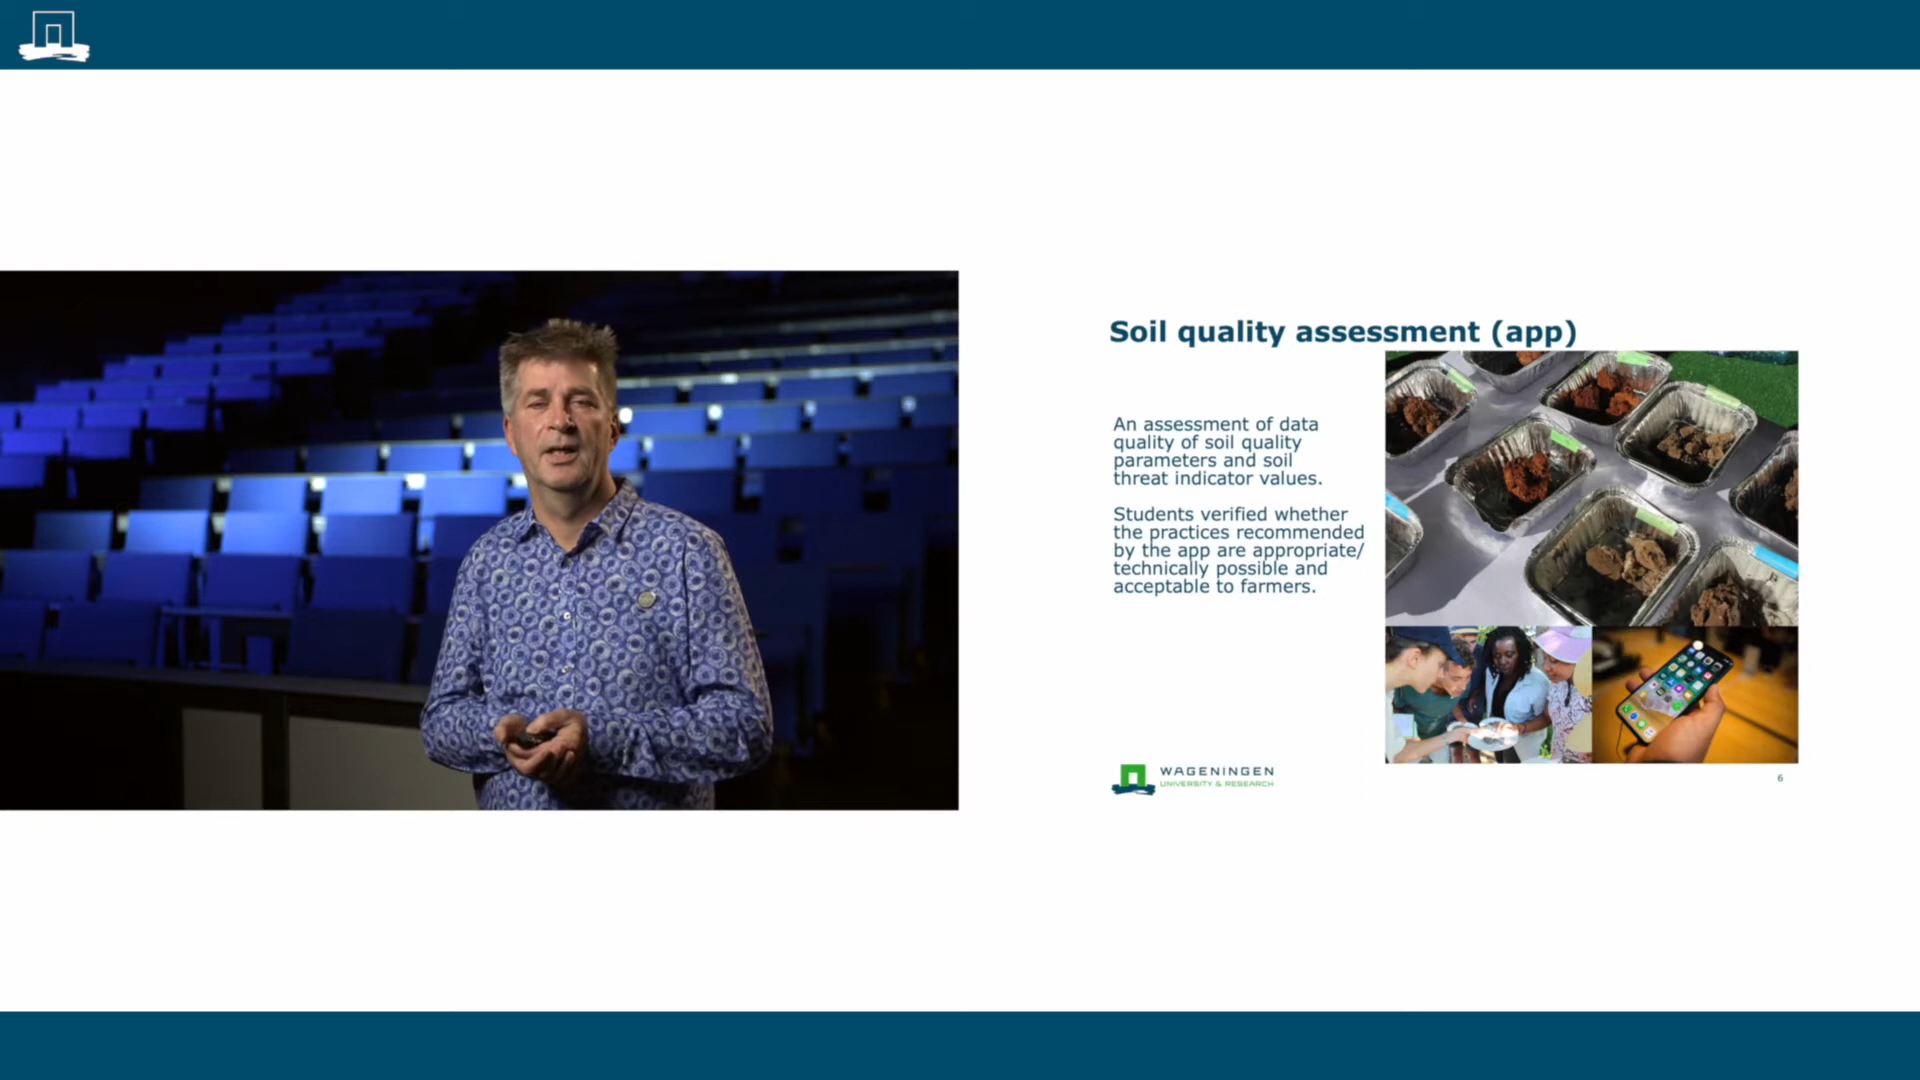 Soil quality assessment (app)
An assessment of data
quality of soil quality
parameters and soil
threat indicator values.
Students verified whether
the practices recommended
by the app are appropriate/
technically possible and
acceptable to farmers.
WAGENINGEN
UNIVERSITY & RESEARCH
6